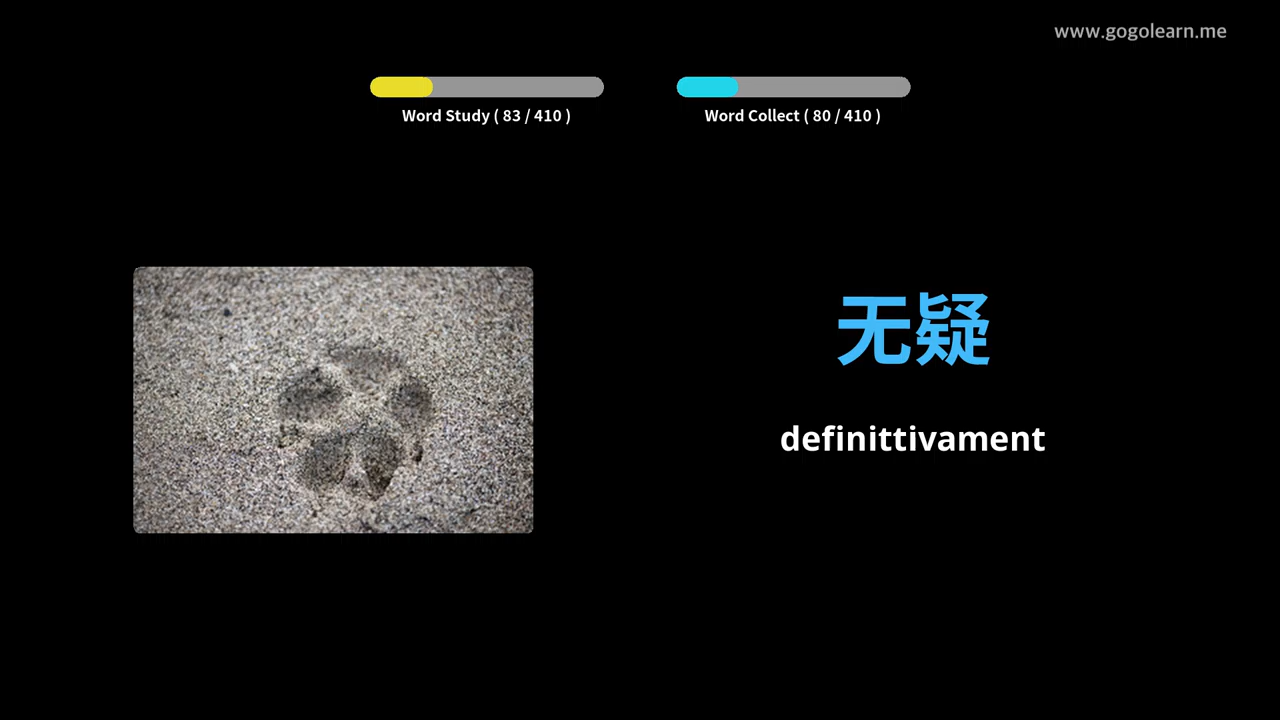 www.gogolearn.me
Word Study ( 83 / 410 )
Word Collect ( 80 / 410 )
无疑
definittivament